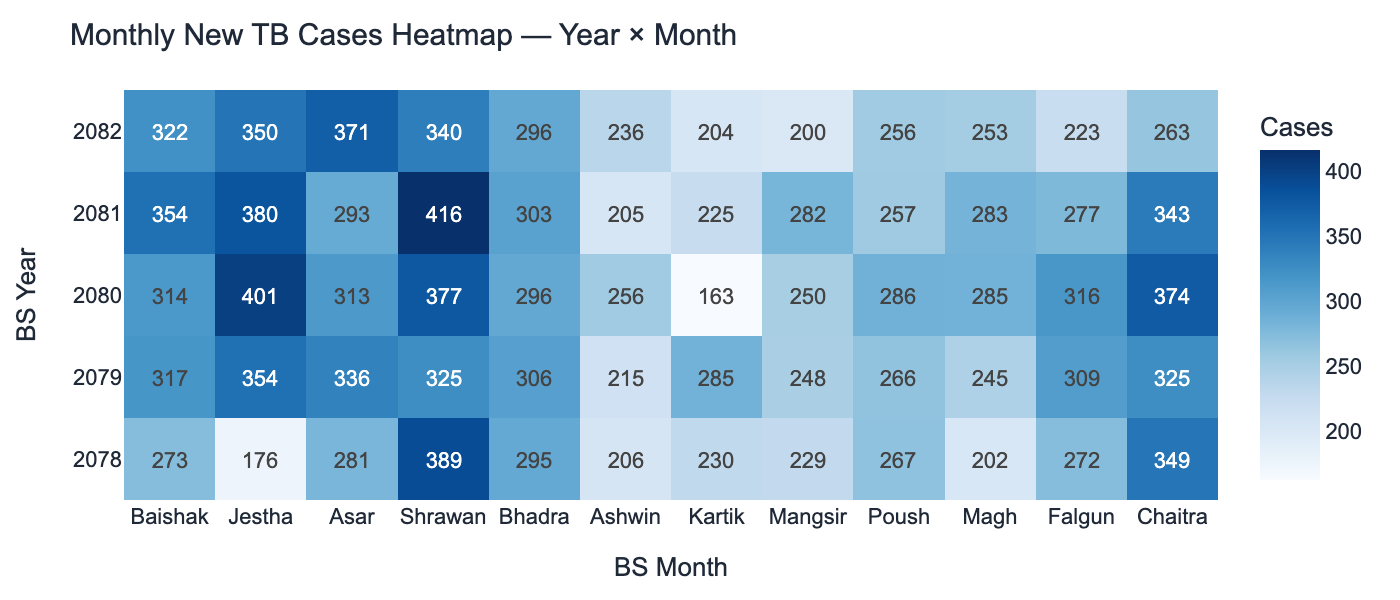 Monthly New TB Cases Heatmap — Year × Month
Cases
2082 322 350 371 340 296 236 204 200 256 253 223 263
2081 354 380 293 416 303 205 225 282 257 283 277 343
2080 314 401 313 377 296 256 163 250 286 285 316 374
2079 317 354 336 325 306 215 285 248 266 245 309 325
2078 273 176 281 389 295 206 230 229 267 202 272 349
Baishak Jestha Asar Shrawan Bhadra Ashwin Kartik Mangsir Poush Magh Falgun Chaitra
BS Month
BS Year
400
350
300
250
200